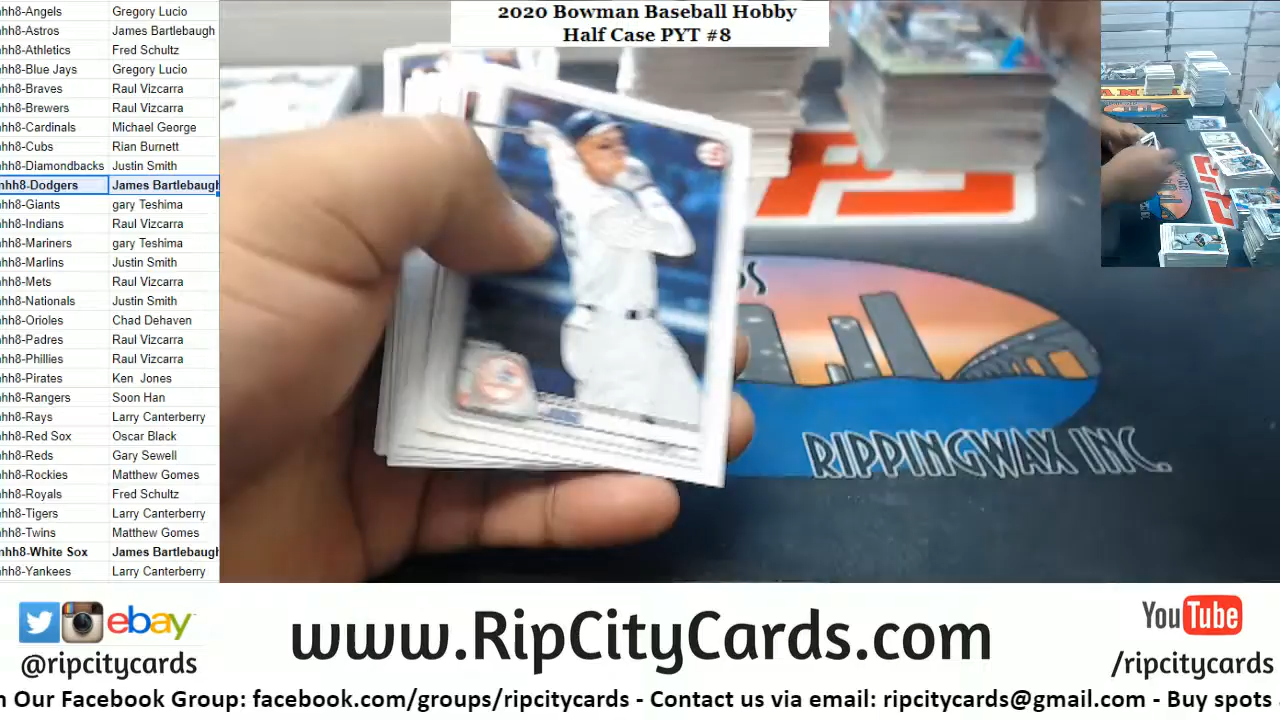 2020 Bowman Baseball Hobby
Half Case PYT #8
hh8-Angels Gregory Lucio
hh8-Astros James Bartlebaugh
hh8-Athletics Fred Schultz
hh8-Blue Jays Gregory Lucio
hh8-Braves Raul Vizcarra
hh8-Brewers Raul Vizcarra
hh8-Cardinals Michael George
hh8-Cubs Rian Burnett
hh8-Diamondbacks Justin Smith
hh8-Dodgers James Bartlebaugh
hh8-Giants gary Teshima
hh8-Indians Raul Vizcarra
hh8-Mariners gary Teshima
hh8-Marlins Justin Smith
hh8-Mets Raul Vizcarra
hh8-Nationals Justin Smith
hh8-Orioles Chad Dehaven
hh8-Padres Raul Vizcarra
hh8-Phillies Raul Vizcarra
hh8-Pirates Ken Jones
hh8-Rangers Soon Han
hh8-Rays Larry Canterberry
hh8-Red Sox Oscar Black
hh8-Reds Gary Sewell
hh8-Rockies Matthew Gomes
hh8-Royals Fred Schultz
hh8-Tigers Larry Canterberry
hh8-Twins Matthew Gomes
hh8-White Sox James Bartlebaugh
hh8-Yankees Larry Canterberry
RIPPINGWAX INC.
ebay
@ripcitycards
www.RipCityCards.com
YouTube
/ripcitycards
n Our Facebook Group: facebook.com/groups/ripcitycards - Contact us via email: ripcitycards@gmail.com - Buy spots